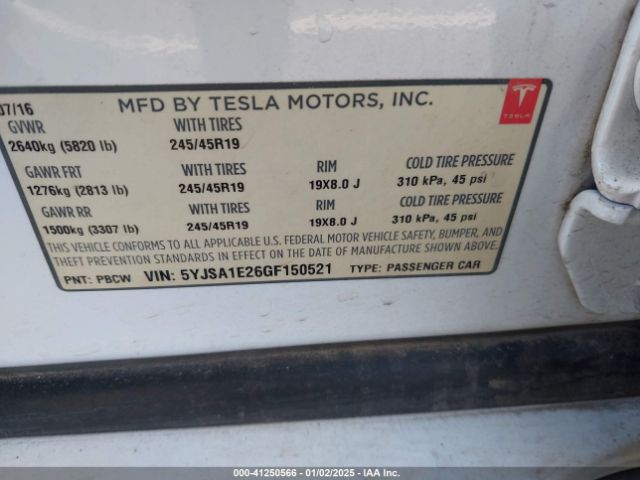 07/16 MFD BY TESLA MOTORS, INC.
TESLA
GVWR WITH TIRES
2640kg (5820 lb) 245/45R19
GAWR FRT WITH TIRES RIM COLD TIRE PRESSURE
1276kg (2813 lb) 245/45R19 19X8.0 J 310 kPa, 45 psi
GAWR RR WITH TIRES RIM COLD TIRE PRESSURE
1500kg (3307 lb) 245/45R19 19X8.0 J 310 kPa, 45 psi
THIS VEHICLE CONFORMS TO ALL APPLICABLE U.S. FEDERAL MOTOR VEHICLE SAFETY, BUMPER, AND
THEFT PREVENTION STANDARDS IN EFFECT ON THE DATE OF MANUFACTURE SHOWN ABOVE.
PNT: PBCW VIN: 5YJSA1E26GF150521 TYPE: PASSENGER CAR
000-41250566 - 01/02/2025 - IAAI.COM